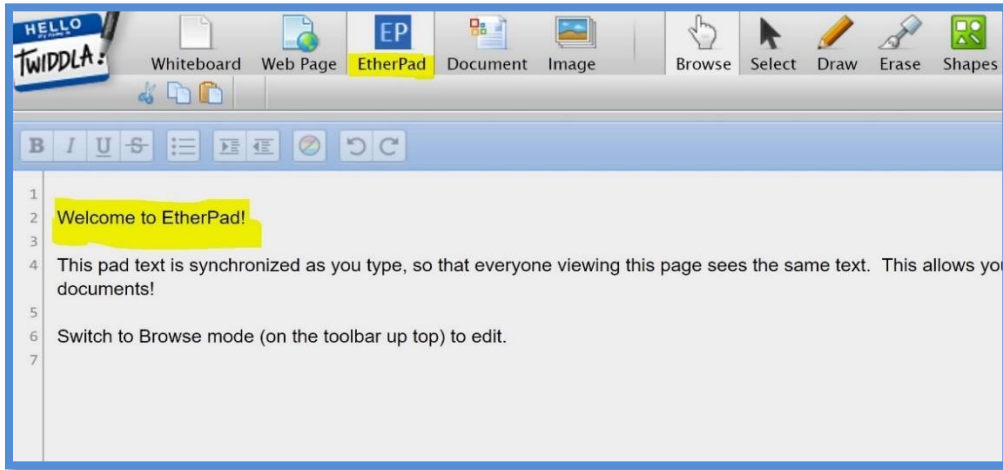 HELLO
TWIDDLA:
Whiteboard Web Page EtherPad Document Image Browse Select Draw Erase Shapes
EP
B I U S
1
2 Welcome to EtherPad!
3
4 This pad text is synchronized as you type, so that everyone viewing this page sees the same text. This allows
documents!
5
6 Switch to Browse mode (on the toolbar up top) to edit.
7